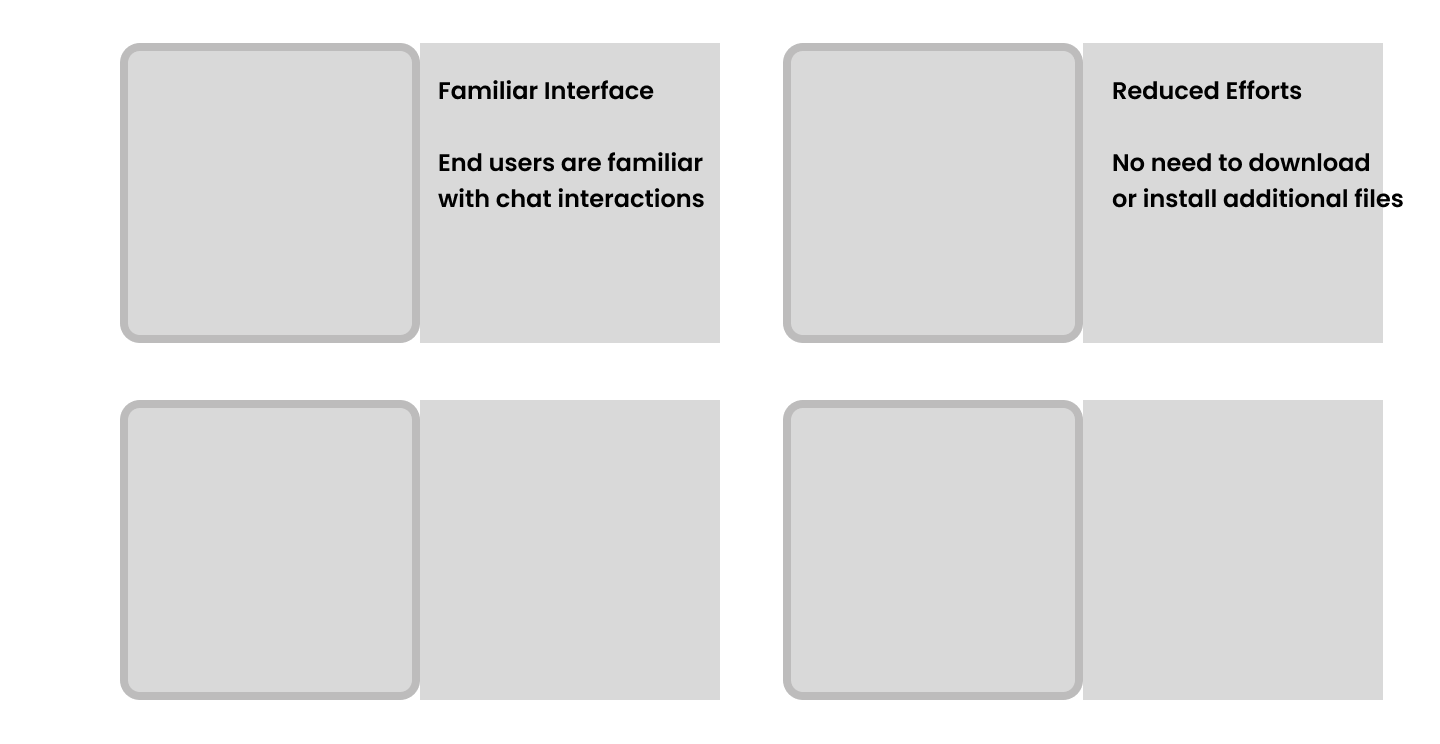 Familiar Interface
End users are familiar
with chat interactions
Reduced Efforts
No need to download
or install additional files